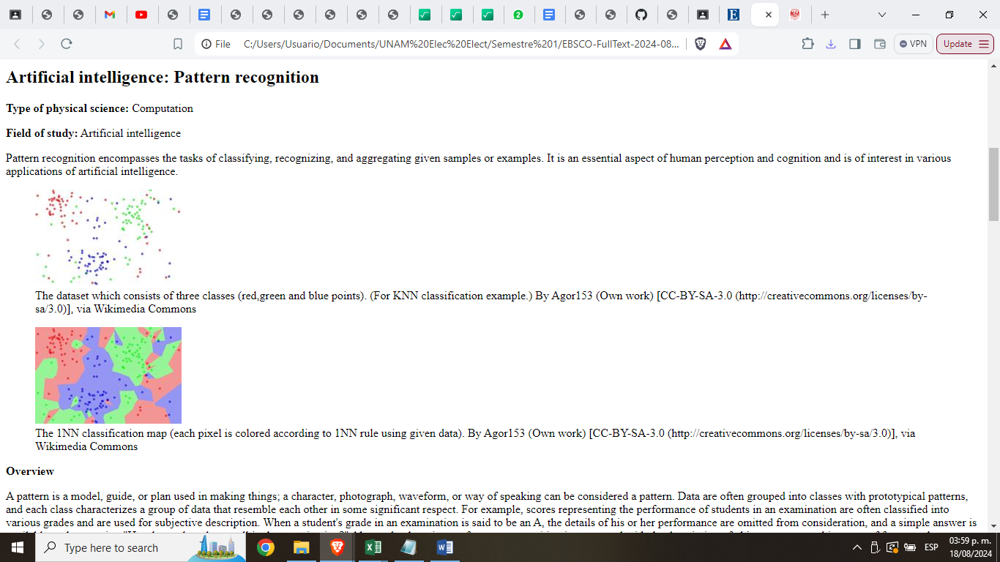 2
File
C:/Users/Usuario/Documents/UNAM%20Elec%20Elect/Semestre%201/EBSCO-FullText-2024-08...
VPN
Update
Artificial intelligence: Pattern recognition
Type of physical science: Computation
Field of study: Artificial intelligence
Pattern recognition encompasses the tasks of classifying, recognizing, and aggregating given samples or examples. It is an essential aspect of human perception and cognition and is of interest in various
applications of artificial intelligence.
The dataset which consists of three classes (red,green and blue points). (For KNN classification example.) By Agor153 (Own work) [CC-BY-SA-3.0 (http://creativecommons.org/licenses/by-
sa/3.0)], via Wikimedia Commons
The 1NN classification map (each pixel is colored according to 1NN rule using given data). By Agor153 (Own work) [CC-BY-SA-3.0 (http://creativecommons.org/licenses/by-sa/3.0)], via
Wikimedia Commons
Overview
A pattern is a model, guide, or plan used in making things; a character, photograph, waveform, or way of speaking can be considered a pattern. Data are often grouped into classes with prototypical patterns,
and each class characterizes a group of data that resemble each other in some significant respect. For example, scores representing the performance of students in an examination are often classified into
various grades and are used for subjective description. When a student's grade in an examination is said to be an A, the details of his or her performance are omitted from consideration, and a simple answer is
Type here to search
ESP
03:59 p. m.
18/08/2024